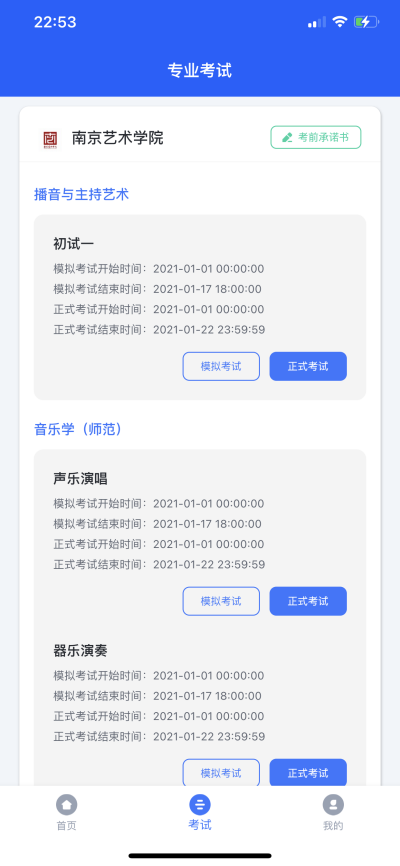 22:53
专业考试
南京艺术学院
考前承诺书
播音与主持艺术
初试一
模拟考试开始时间：2021-01-01 00:00:00
模拟考试结束时间：2021-01-17 18:00:00
正式考试开始时间：2021-01-01 00:00:00
正式考试结束时间：2021-01-22 23:59:59
模拟考试 正式考试
音乐学（师范）
声乐演唱
模拟考试开始时间：2021-01-01 00:00:00
模拟考试结束时间：2021-01-17 18:00:00
正式考试开始时间：2021-01-01 00:00:00
正式考试结束时间：2021-01-22 23:59:59
模拟考试 正式考试
器乐演奏
模拟考试开始时间：2021-01-01 00:00:00
模拟考试结束时间：2021-01-17 18:00:00
正式考试开始时间：2021-01-01 00:00:00
正式考试结束时间：2021-01-22 23:59:59
模拟考试 正式考试
首页 考试 我的